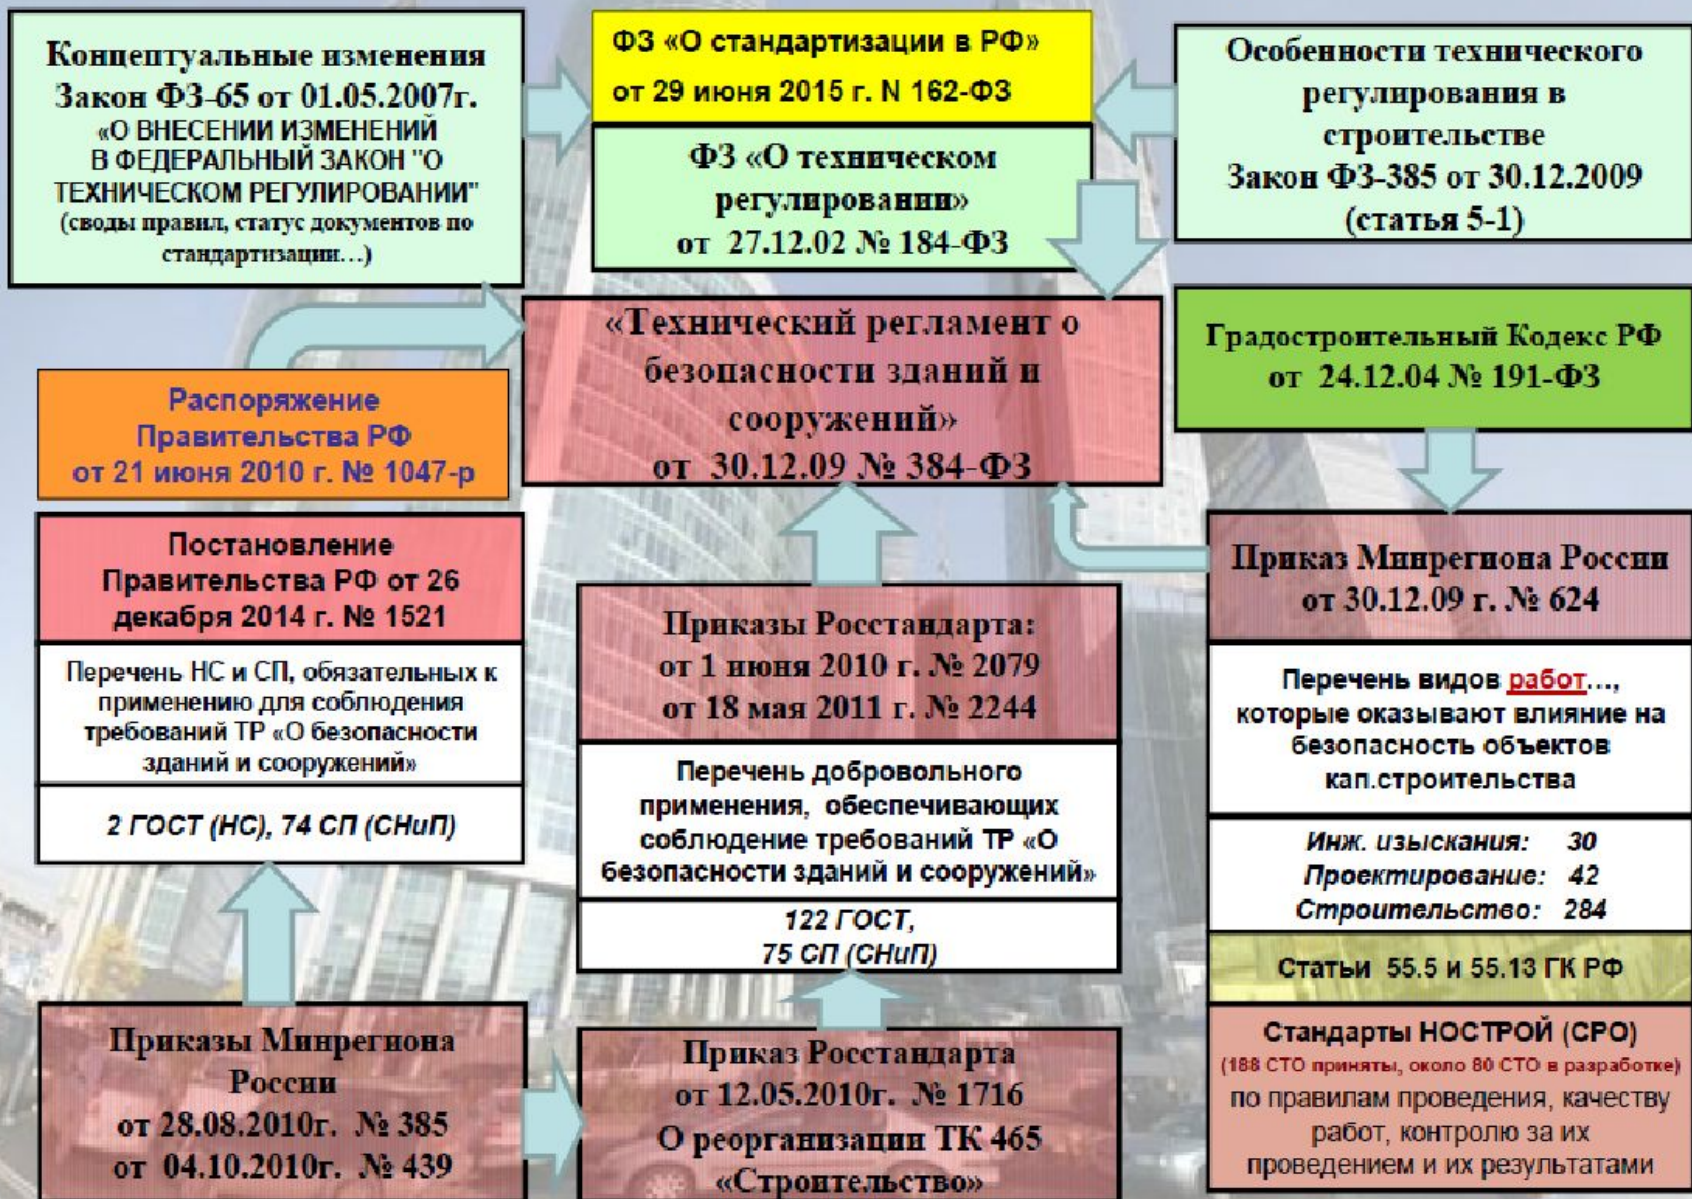 Концептуальные изменения
Закон ФЗ-65 от 01.05.2007г.
«О ВНЕСЕНИИ ИЗМЕНЕНИЙ
В ФЕДЕРАЛЬНЫЙ ЗАКОН "О
ТЕХНИЧЕСКОМ РЕГУЛИРОВАНИИ"
(своды правил, статус документов по
стандартизации…)
ФЗ «О стандартизации в РФ»
от 29 июня 2015 г. N 162-ФЗ
ФЗ «О техническом
регулировании»
от 27.12.02 № 184-ФЗ
Особенности технического
регулирования в
строительстве
Закон ФЗ-385 от 30.12.2009
(статья 5-1)
«Технический регламент о
безопасности зданий и
сооружений»
от 30.12.09 № 384-ФЗ
Градостроительный Кодекс РФ
от 24.12.04 № 191-ФЗ
Распоряжение
Правительства РФ
от 21 июня 2010 г. № 1047-р
Постановление
Правительства РФ от 26
декабря 2014 г. № 1521
Перечень НС и СП, обязательных к
применению для соблюдения
требований ТР «О безопасности
зданий и сооружений»
2 ГОСТ (НС), 74 СП (СНиП)
Приказы Росстандарта:
от 1 июня 2010 г. № 2079
от 18 мая 2011 г. № 2244
Перечень добровольного
применения, обеспечивающих
соблюдение требований ТР «О
безопасности зданий и сооружений»
122 ГОСТ,
75 СП (СНиП)
Приказ Минрегиона России
от 30.12.09 г. № 624
Перечень видов работ…,
которые оказывают влияние на
безопасность объектов
кап.строительства
Инж. изыскания: 30
Проектирование: 42
Строительство: 284
Статьи 55.5 и 55.13 ГК РФ
Стандарты НОСТРОЙ (СРО)
(188 СТО приняты, около 80 СТО в разработке)
по правилам проведения, качеству
работ, контролю за их
проведением и их результатами
Приказы Минрегиона
России
от 28.08.2010г. № 385
от 04.10.2010г. № 439
Приказ Росстандарта
от 12.05.2010г. № 1716
О реорганизации ТК 465
«Строительство»